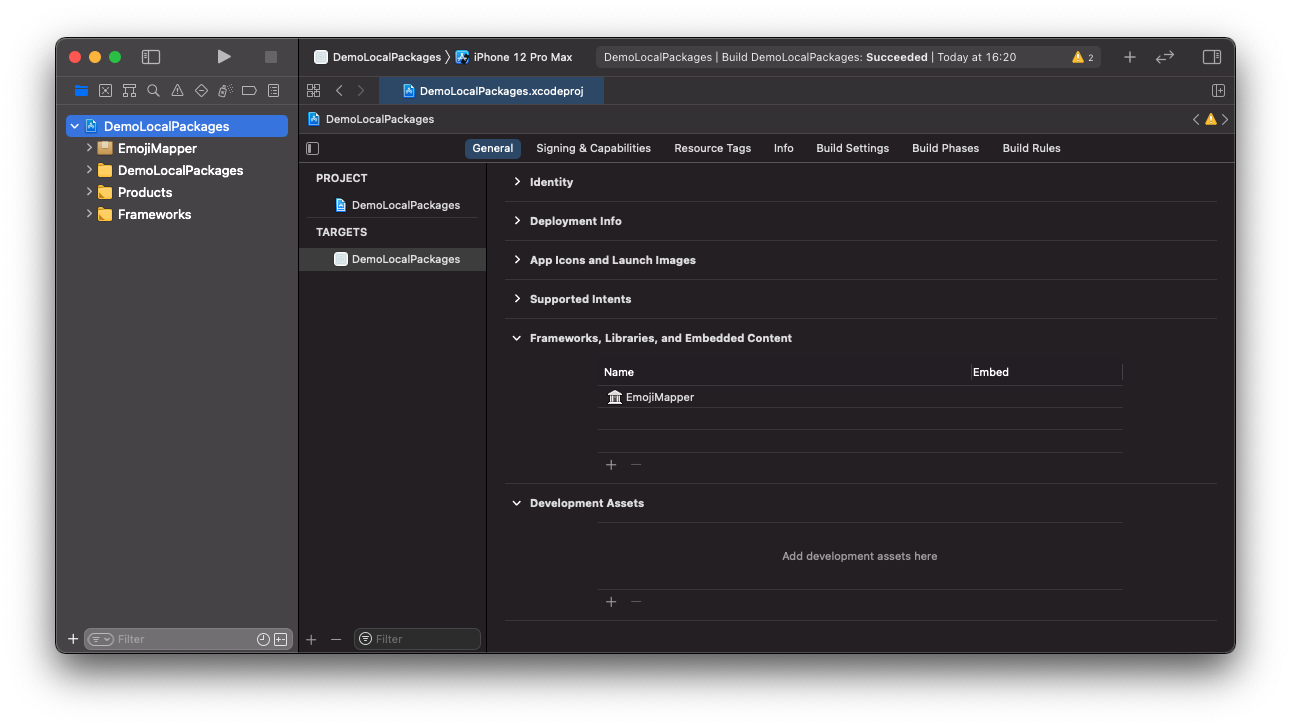 DemoLocalPackages
iPhone 12 Pro Max
DemoLocalPackages | Build DemoLocalPackages: Succeeded | Today at 16:20
2
DemoLocalPackages.xcodeproj
DemoLocalPackages
EmojiMapper
DemoLocalPackages
Products
Frameworks
Filter
DemoLocalPackages
General
Signing & Capabilities
Resource Tags
Info
Build Settings
Build Phases
Build Rules
PROJECT
DemoLocalPackages
TARGETS
DemoLocalPackages
Filter
Identity
Deployment Info
App Icons and Launch Images
Supported Intents
Frameworks, Libraries, and Embedded Content
Name
Embed
EmojiMapper
Development Assets
Add development assets here